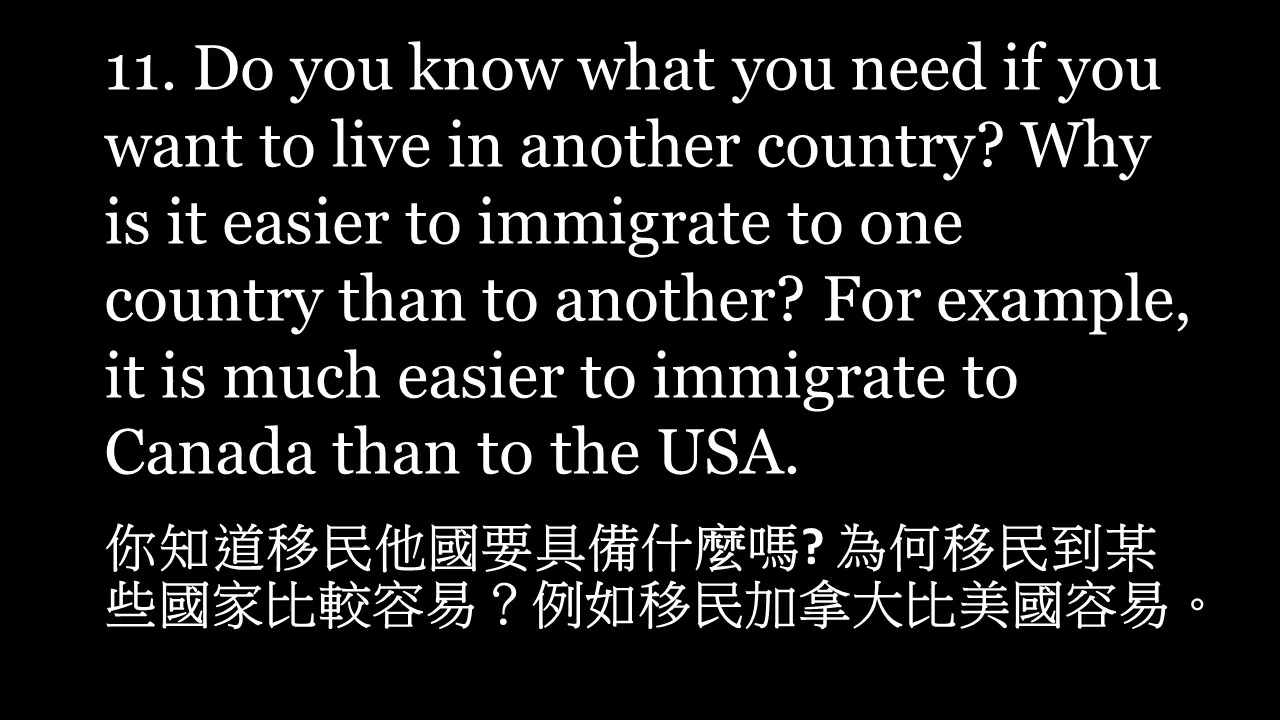 11. Do you know what you need if you
want to live in another country? Why
is it easier to immigrate to one
country than to another? For example,
it is much easier to immigrate to
Canada than to the USA.
你知道移民他國要具備什麼嗎? 為何移民到某
些國家比較容易？例如移民加拿大比美國容易。